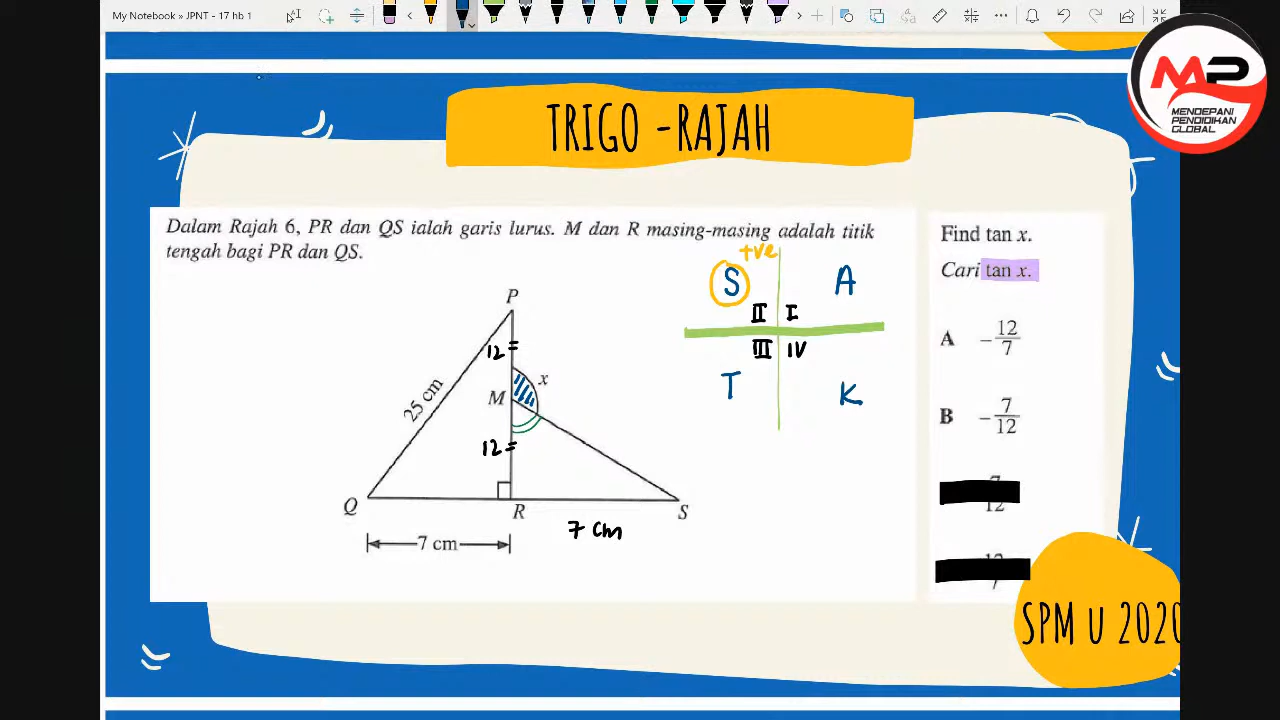 My Notebook » JPNT - 17 hb 1
MP
MENDEPANI
PENDIDIKAN
GLOBAL
TRIGO -RAJAH
Dalam Rajah 6, PR dan QS ialah garis lurus. M dan R masing-masing adalah titik
tengah bagi PR dan QS.
+ve
S
A
II
I
III
IV
T
K
P
12
x
25 cm
M
12
Q
R
S
7 cm
7 cm
Find tan x.
Cari tan x.
A -12/7
B -7/12
12
SPM U 2020